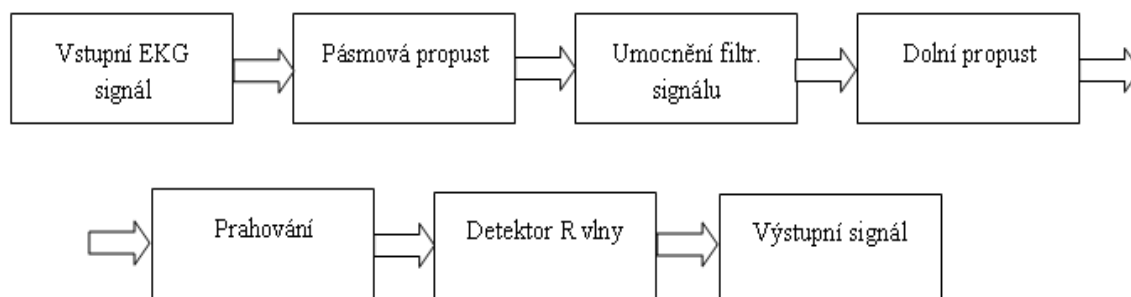 Vstupní EKG
signál
Pásmová propust
Umocnění filtr.
signálu
Dolní propust
Prahování
Detektor R vlny
Výstupní signál